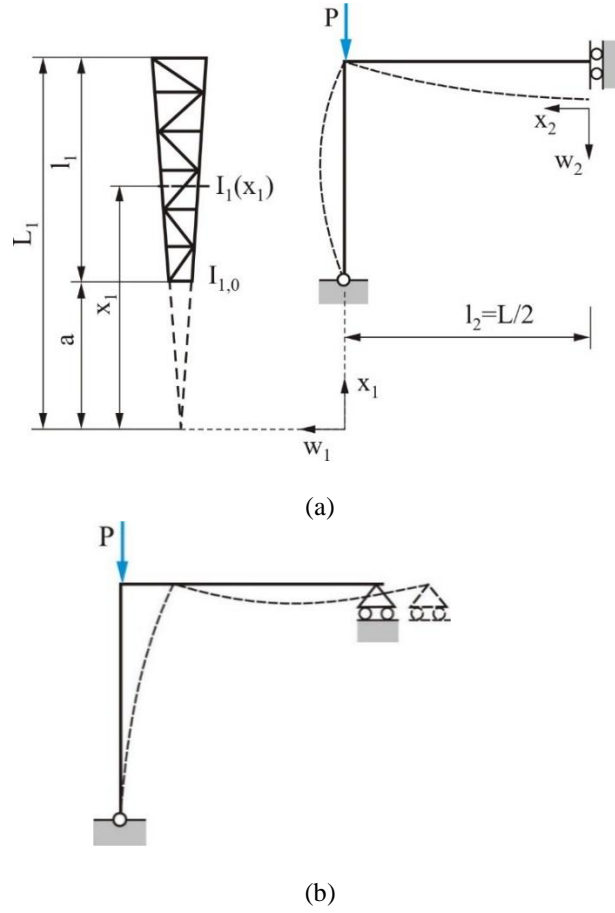 P
L₁
l₁
x₁
a
I₁(x₁)
I₁,₀
x₂
w₂
l₂=L/2
x₁
w₁
(a)
P
(b)